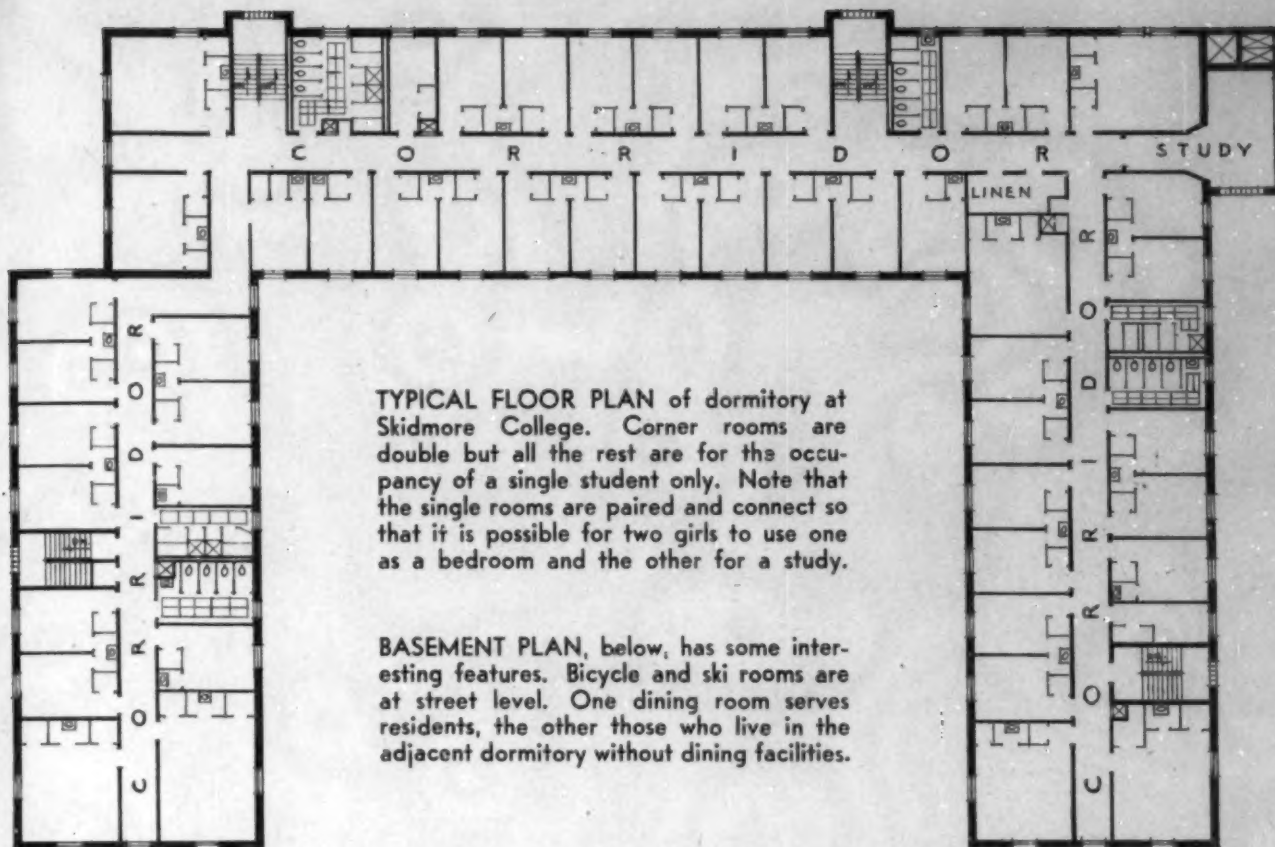 CORRIDOR
STUDY
LINEN
CORRIDOR
CORRIDOR
TYPICAL FLOOR PLAN of dormitory at
Skidmore College. Corner rooms are
double but all the rest are for the occu-
pancy of a single student only. Note that
the single rooms are paired and connect so
that it is possible for two girls to use one
as a bedroom and the other for a study.
BASEMENT PLAN, below, has some inter-
esting features. Bicycle and ski rooms are
at street level. One dining room serves
residents, the other those who live in the
adjacent dormitory without dining facilities.